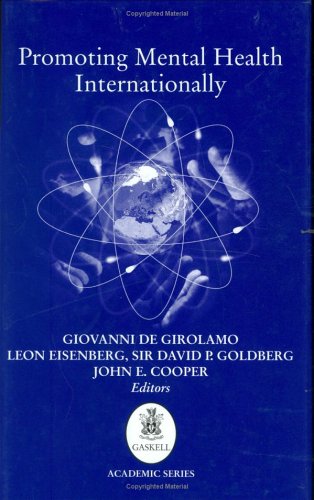 Promoting Mental Health
Internationally
GIOVANNI DE GIROLAMO
LEON EISENBERG, SIR DAVID P. GOLDBERG
JOHN E. COOPER
Editors
GASKELL
ACADEMIC SERIES